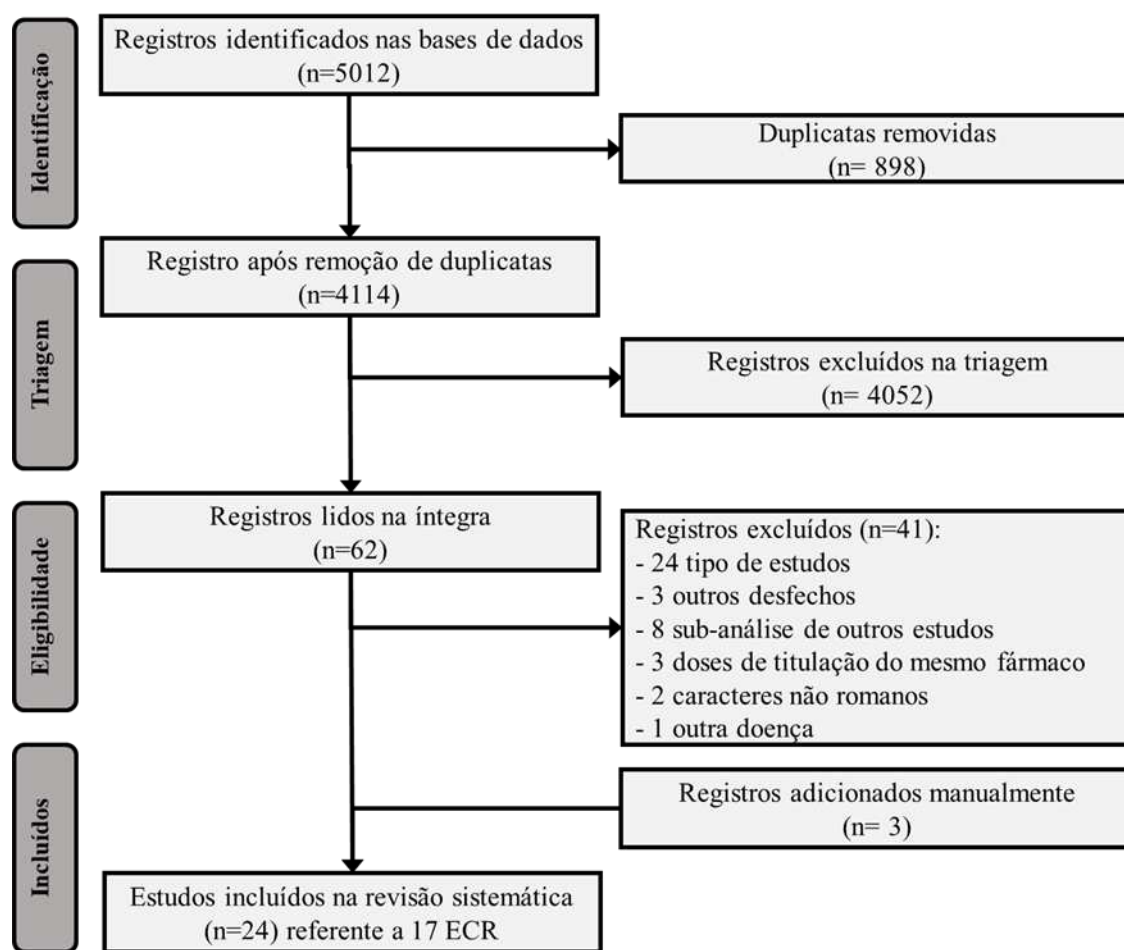 Identificação
Registros identificados nas bases de dados
(n=5012)
Duplicatas removidas
(n= 898)
Triagem
Registro após remoção de duplicatas
(n=4114)
Registros excluídos na triagem
(n= 4052)
Eligibilidade
Registros lidos na íntegra
(n=62)
Registros excluídos (n=41):
- 24 tipo de estudos
- 3 outros desfechos
- 8 sub-análise de outros estudos
- 3 doses de titulação do mesmo fármaco
- 2 caracteres não romanos
- 1 outra doença
Incluídos
Registros adicionados manualmente
(n= 3)
Estudos incluídos na revisão sistemática
(n=24) referente a 17 ECR